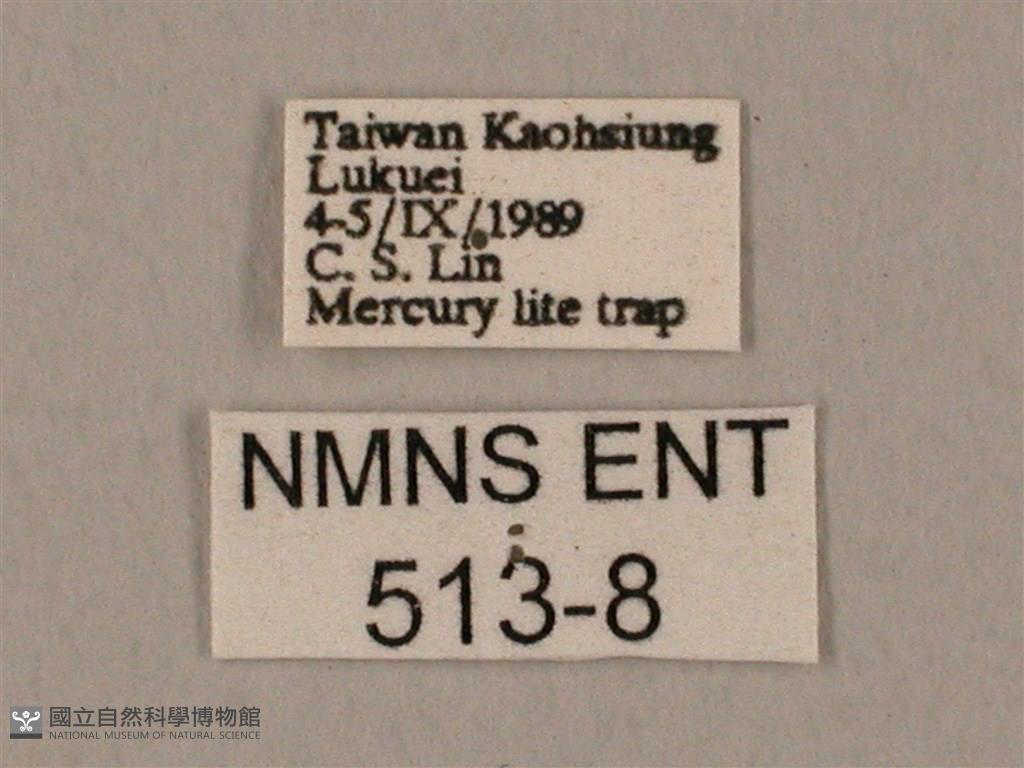 Taiwan Kaohsiung
Lukuei
4-5/IX/1989
C. S. Lin
Mercury lite trap
NMNS ENT
513-8
國立自然科學博物館
NATIONAL MUSEUM OF NATURAL SCIENCE